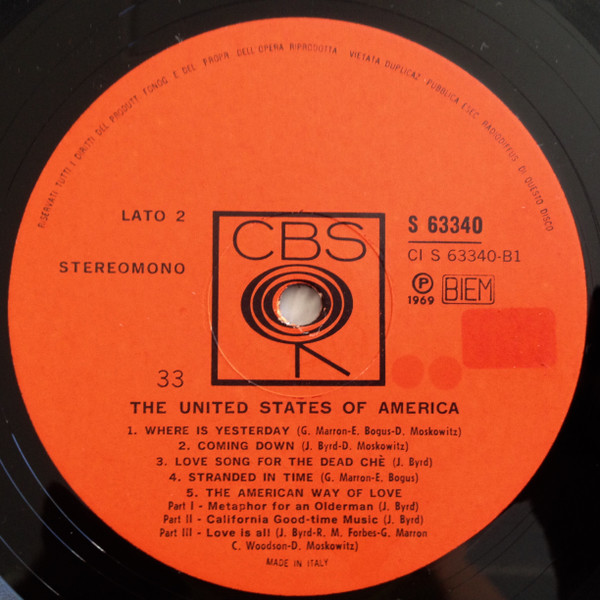 RISERVATI TUTTI I DIRITTI DEL PRODUTT. FONOG. E DEL PROPR. DELL'OPERA RIPRODOTTA VIETATA DUPLICAZ. PUBBLICA ESEC. RADIODIFFUS. DI QUESTO DISCO
LATO 2
S 63340
CBS
CI S 63340-B1
STEREOMONO
P
1969
BIEM
33
THE UNITED STATES OF AMERICA
1. WHERE IS YESTERDAY (G. Marron-E. Bogus-D. Moskowitz)
2. COMING DOWN (J. Byrd-D. Moskowitz)
3. LOVE SONG FOR THE DEAD CHÈ (J. Byrd)
4. STRANDED IN TIME (G. Marron-E. Bogus)
5. THE AMERICAN WAY OF LOVE
Part I - Metaphor for an Olderman (J. Byrd)
Part II - California Good-time Music (J. Byrd)
Part III - Love is all (J. Byrd-R. M. Forbes-G. Marron
C. Woodson-D. Moskowitz)
MADE IN ITALY